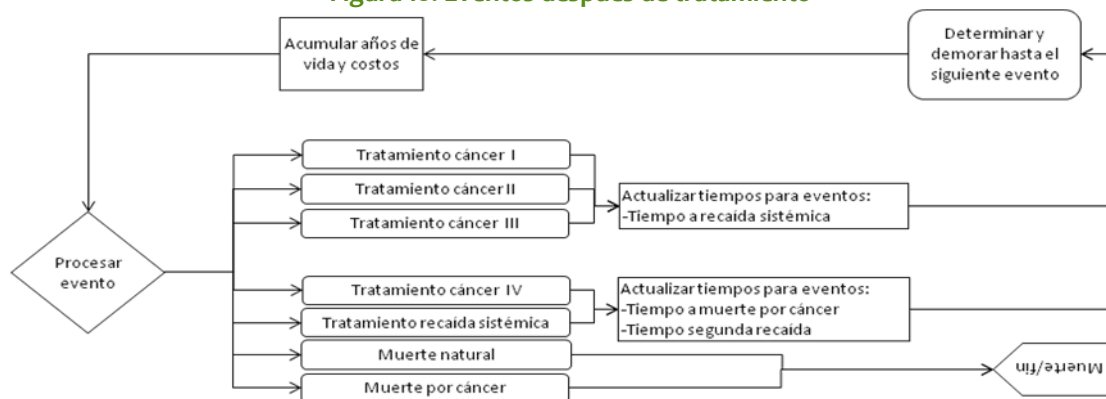 Figura 10. Eventos después de tratamiento
Acumular años de
vida y costos
Determinar y
demorar hasta el
siguiente evento
Tratamiento cáncer I
Tratamiento cáncer II
Tratamiento cáncer III
Actualizar tiempos para eventos:
-Tiempo a recaída sistémica
Procesar
evento
Tratamiento cáncer IV
Tratamiento recaída sistémica
Muerte natural
Muerte por cáncer
Actualizar tiempos para eventos:
-Tiempo a muerte por cáncer
-Tiempo segunda recaída
Muerte/fin